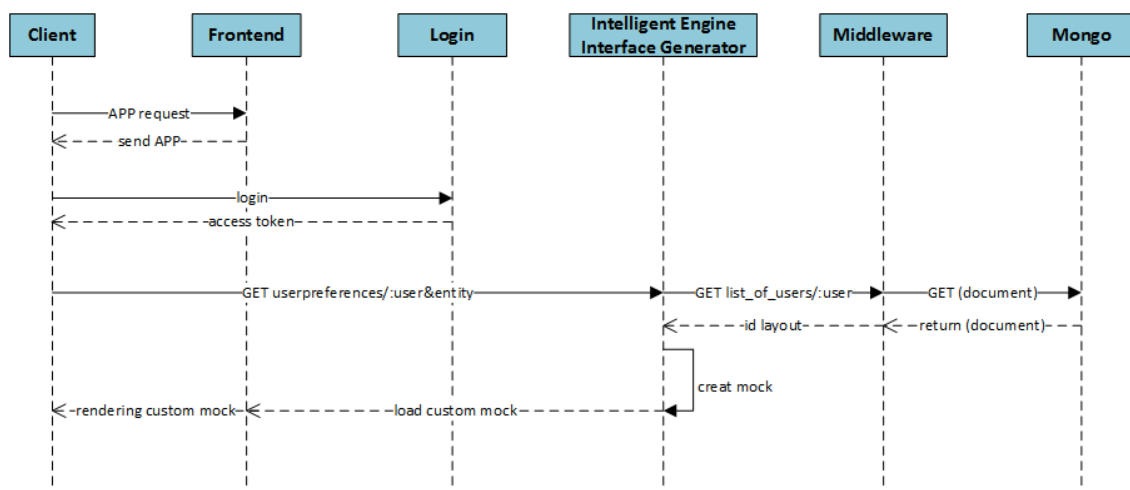 Client
Frontend
Login
Intelligent Engine
Interface Generator
Middleware
Mongo
APP request
send APP
login
access token
GET userpreferences/:user&entity
GET list_of_users/:user
GET (document)
id layout
return (document)
creat mock
rendering custom mock
load custom mock